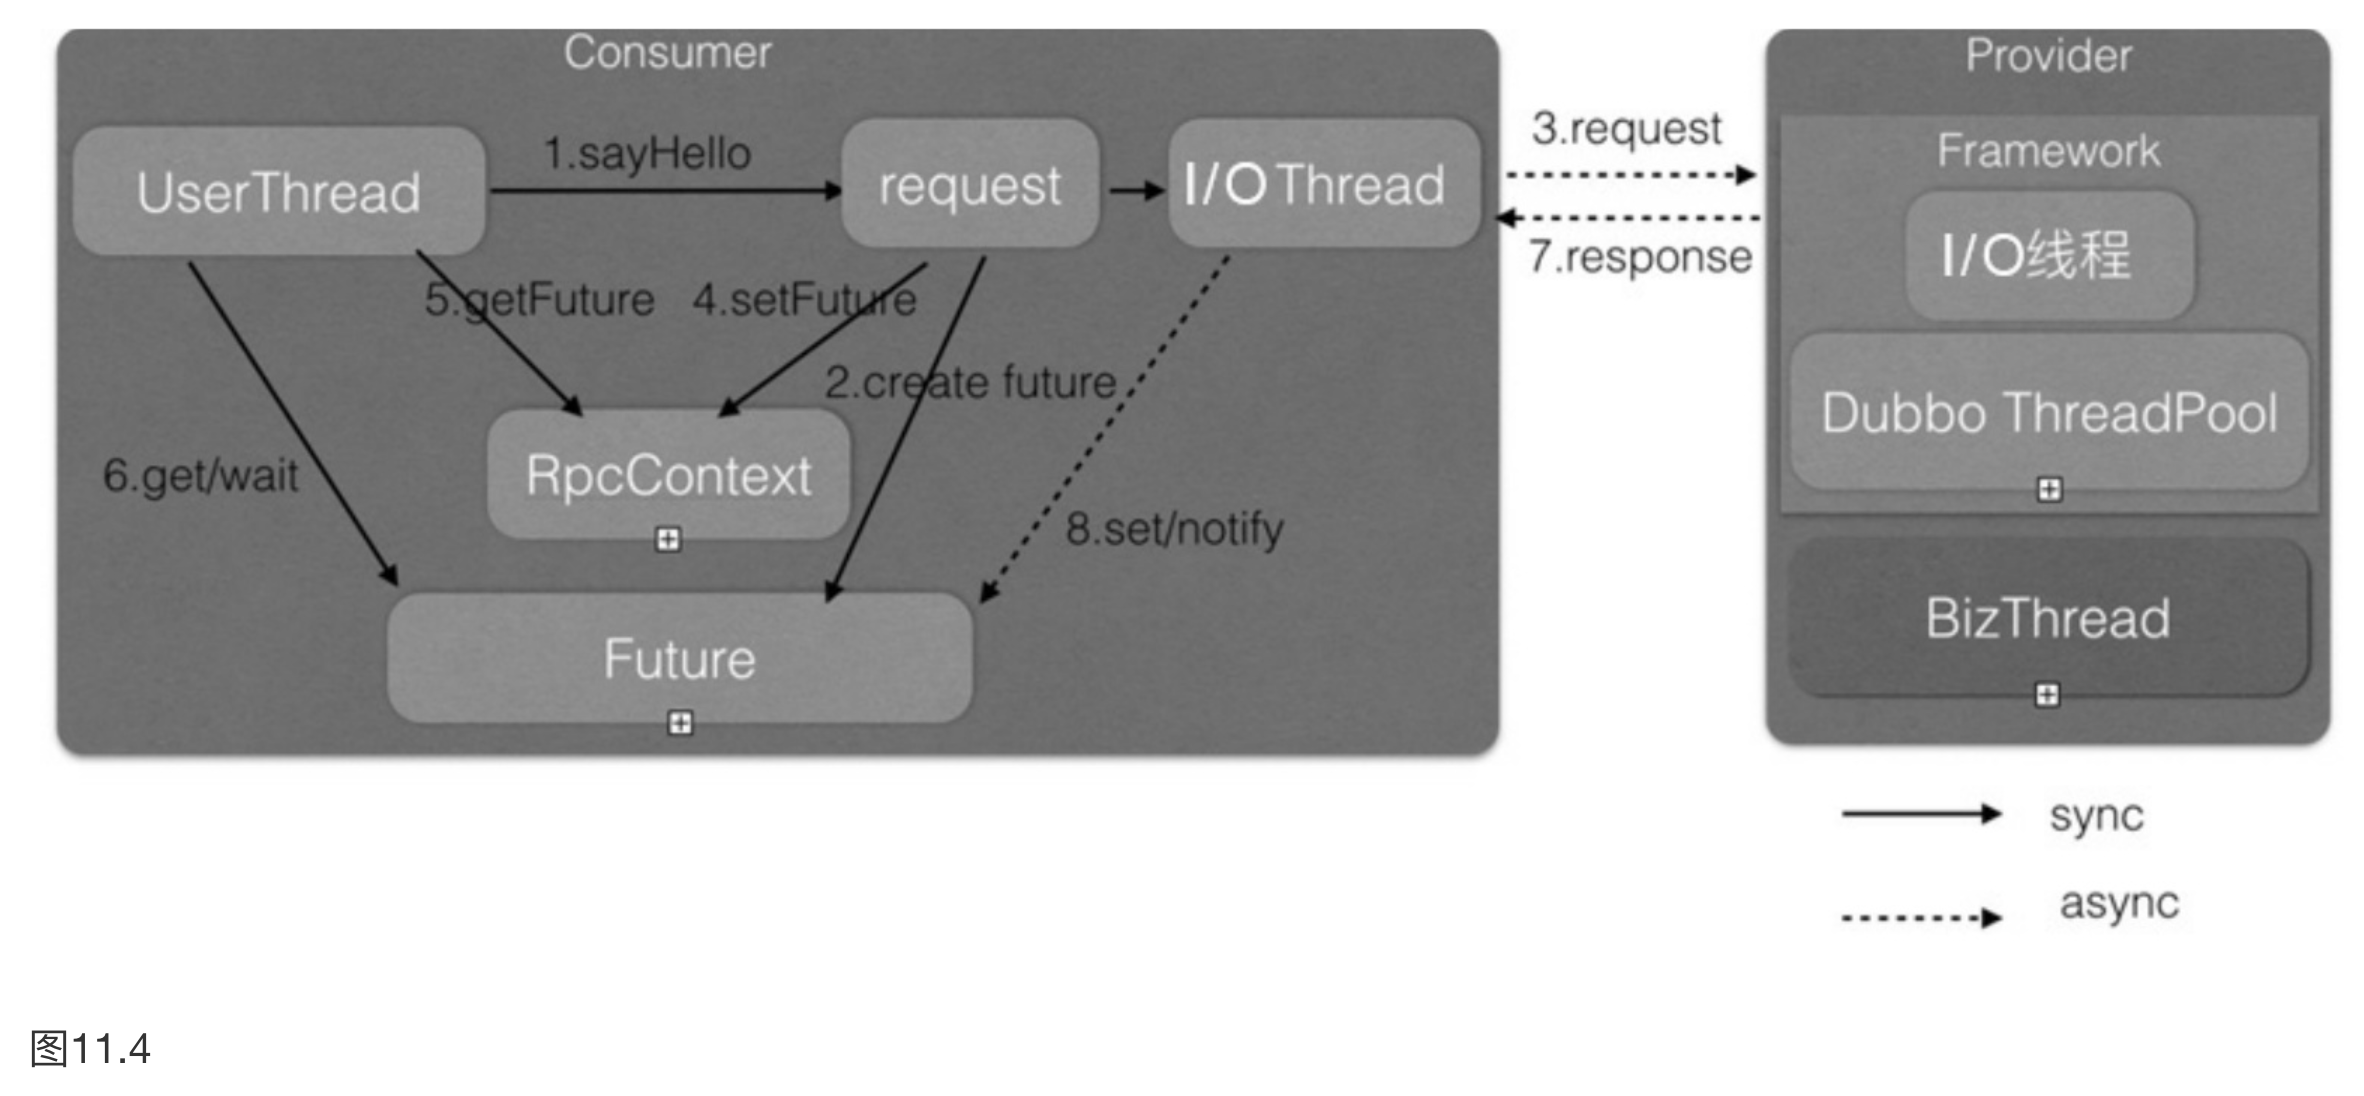 Consumer
UserThread
1.sayHello
request
I/O Thread
5.getFuture
4.setFuture
2.create future
6.get/wait
RpcContext
8.set/notify
Future
3.request
7.response
Provider
Framework
I/O线程
Dubbo ThreadPool
BizThread
sync
async
图11.4